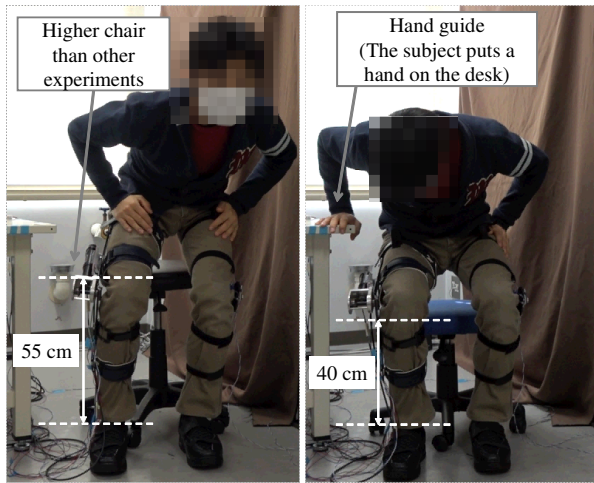 Higher chair
than other
experiments
55 cm
Hand guide
(The subject puts a
hand on the desk)
40 cm